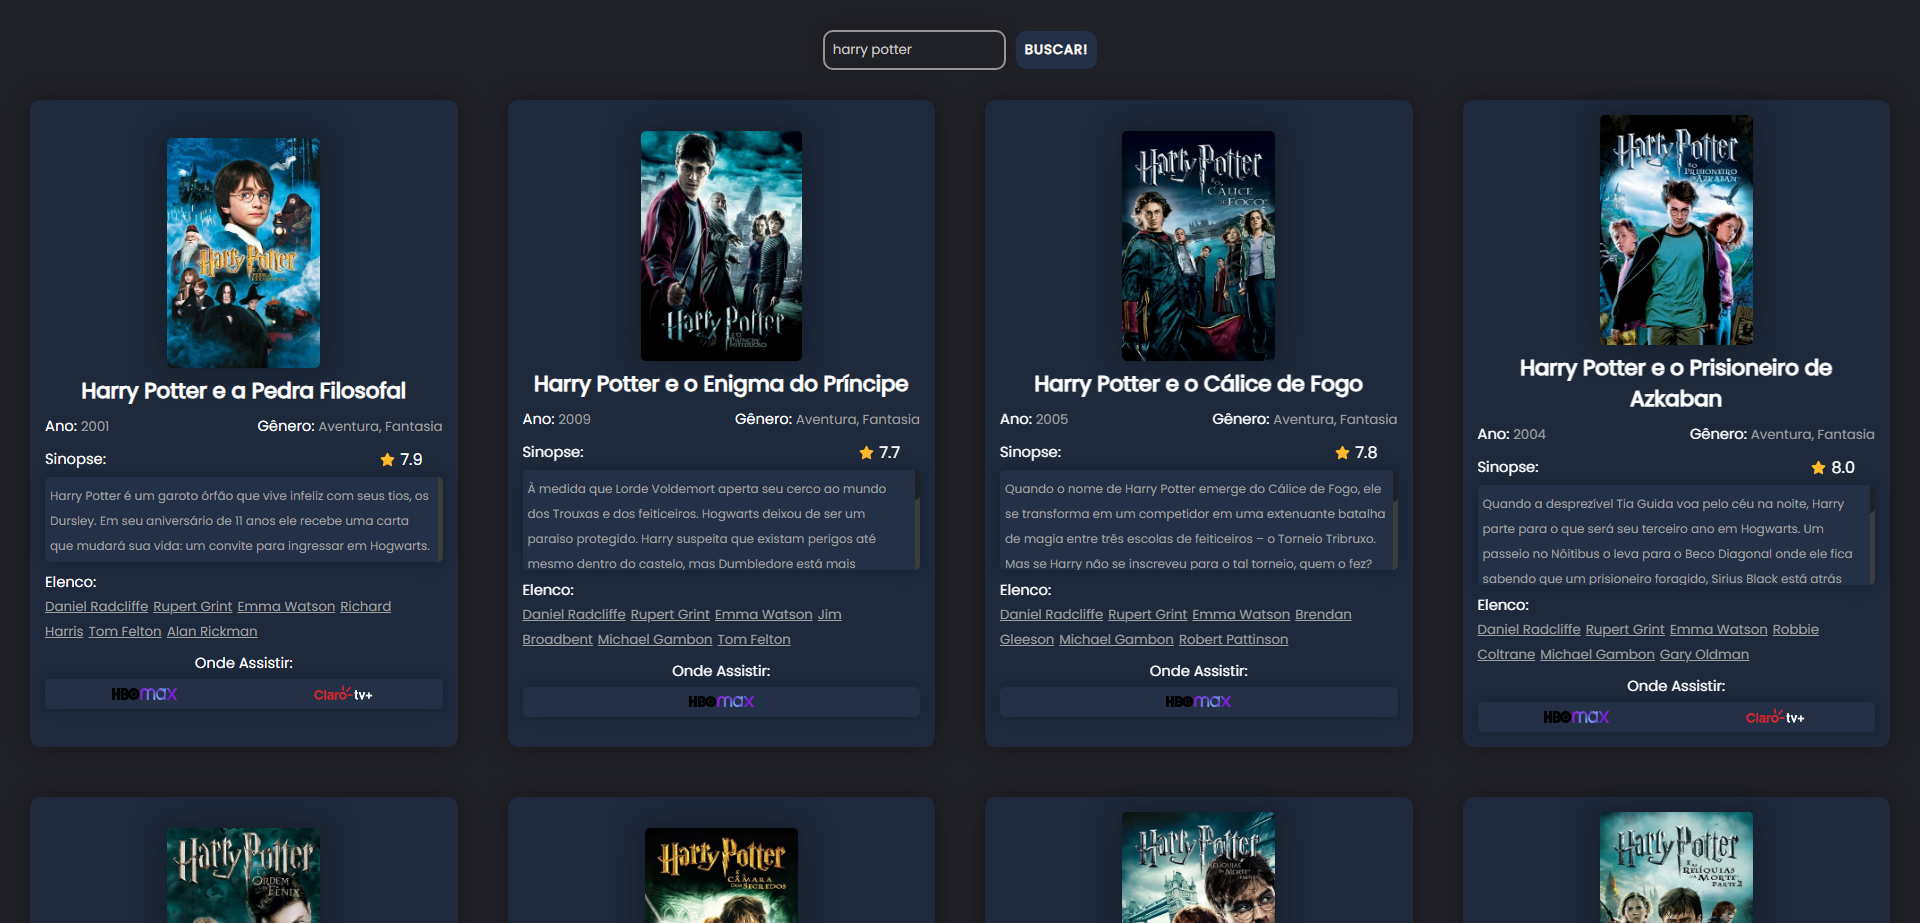 harry potter
BUSCAR!
Harry Potter
Harry Potter e a Pedra Filosofal
Ano: 2001
Gênero: Aventura, Fantasia
Sinopse:
7.9
Harry Potter é um garoto órfão que vive infeliz com seus tios, os
Dursley. Em seu aniversário de 11 anos ele recebe uma carta
que mudará sua vida: um convite para ingressar em Hogwarts.
Elenco:
Daniel Radcliffe Rupert Grint Emma Watson Richard
Harris Tom Felton Alan Rickman
Onde Assistir:
HBOmax
Claro tv+
Harry Potter
E O
PRÍNCIPE
MISTERIOSO
Harry Potter e o Enigma do Príncipe
Ano: 2009
Gênero: Aventura, Fantasia
Sinopse:
7.7
À medida que Lorde Voldemort aperta seu cerco ao mundo
dos Trouxas e dos feiticeiros. Hogwarts deixou de ser um
paraiso protegido. Harry suspeita que existam perigos até
mesmo dentro do castelo, mas Dumbledore está mais
Elenco:
Daniel Radcliffe Rupert Grint Emma Watson Jim
Broadbent Michael Gambon Tom Felton
Onde Assistir:
HBOmax
Harry Potter
E O
CÁLICE
DE FOGO
Harry Potter e o Cálice de Fogo
Ano: 2005
Gênero: Aventura, Fantasia
Sinopse:
7.8
Quando o nome de Harry Potter emerge do Cálice de Fogo, ele
se transforma em um competidor em uma extenuante batalha
de magia entre três escolas de feiticeiros – o Torneio Tribruxo.
Mas se Harry não se inscreveu para o tal torneio, quem o fez?
Elenco:
Daniel Radcliffe Rupert Grint Emma Watson Brendan
Gleeson Michael Gambon Robert Pattinson
Onde Assistir:
HBOmax
Harry Potter
E O
PRISIONEIRO
DE AZKABAN
Harry Potter e o Prisioneiro de
Azkaban
Ano: 2004
Gênero: Aventura, Fantasia
Sinopse:
8.0
Quando a desprezível Tia Guida voa pelo céu na noite, Harry
parte para o que será seu terceiro ano em Hogwarts. Um
passeio no Nôitibus o leva para o Beco Diagonal onde ele fica
sabendo que um prisioneiro foragido, Sirius Black está atrás
Elenco:
Daniel Radcliffe Rupert Grint Emma Watson Robbie
Coltrane Michael Gambon Gary Oldman
Onde Assistir:
HBOmax
Claro tv+
Harry Potter
E A
ORDEM
DA FÊNIX
Harry Potter
E A
CÂMARA
DOS SEGREDOS
Harry Potter
E AS
RELÍQUIAS
DA MORTE
Harry Potter
E AS
RELÍQUIAS
DA MORTE
PARTE 2